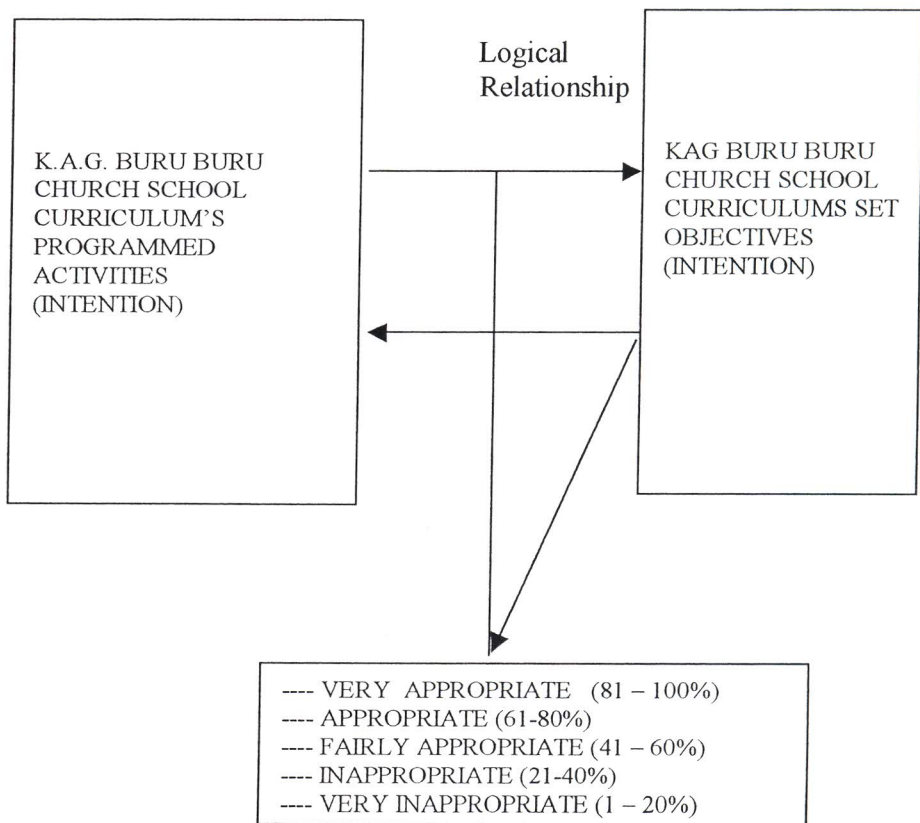 Logical
Relationship
K.A.G. BURU BURU
CHURCH SCHOOL
CURRICULUM'S
PROGRAMMED
ACTIVITIES
(INTENTION)
KAG BURU BURU
CHURCH SCHOOL
CURRICULUMS SET
OBJECTIVES
(INTENTION)
---- VERY APPROPRIATE (81 – 100%)
---- APPROPRIATE (61-80%)
---- FAIRLY APPROPRIATE (41 – 60%)
---- INAPPROPRIATE (21-40%)
---- VERY INAPPROPRIATE (1 – 20%)